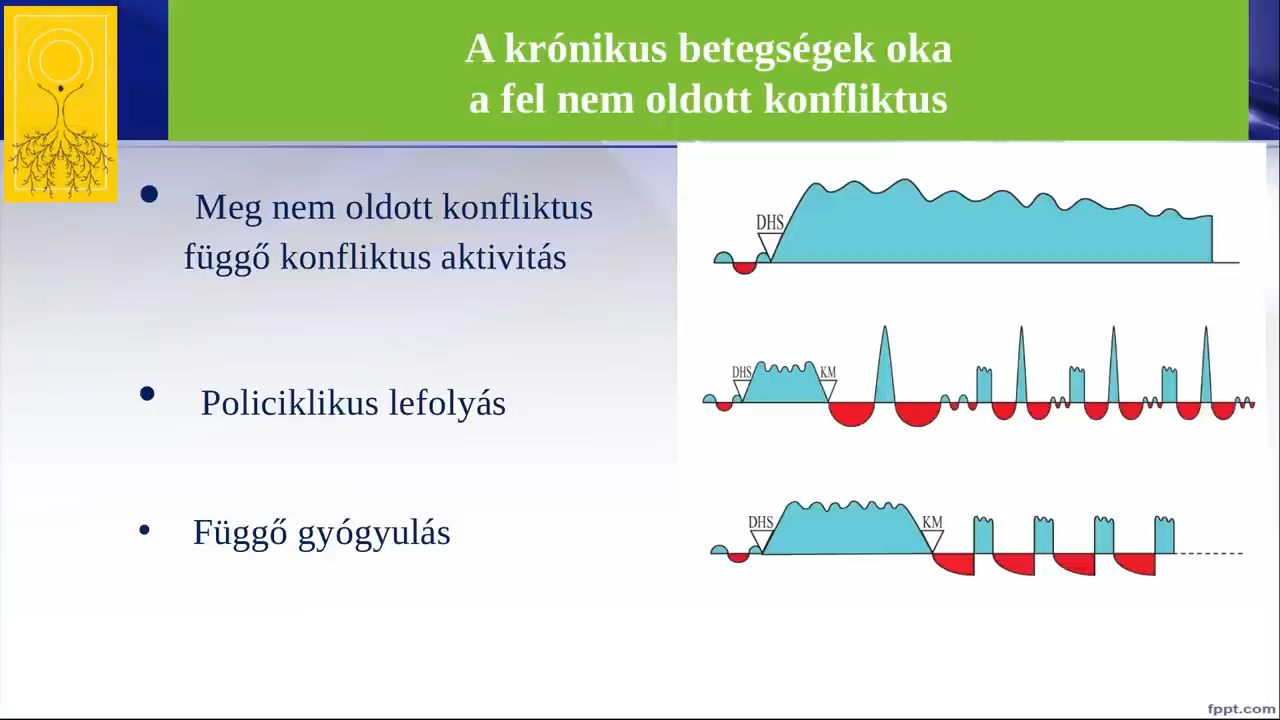 A krónikus betegségek oka
a fel nem oldott konfliktus
• Meg nem oldott konfliktus
függő konfliktus aktivitás
DHS
• Policiklikus lefolyás
DHS
KM
• Függő gyógyulás
DHS
KM
fppt.com